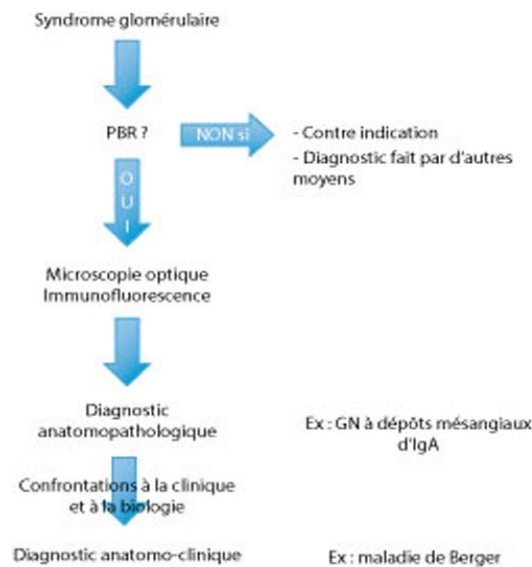 Syndrome glomérulaire
PBR ?
NON si
- Contre indication
- Diagnostic fait par d'autres
moyens
OUI
Microscopie optique
Immunofluorescence
Diagnostic
anatomopathologique
Ex : GN à dépôts mésangiaux
d'IgA
Confrontations à la clinique
et à la biologie
Diagnostic anatomo-clinique
Ex : maladie de Berger